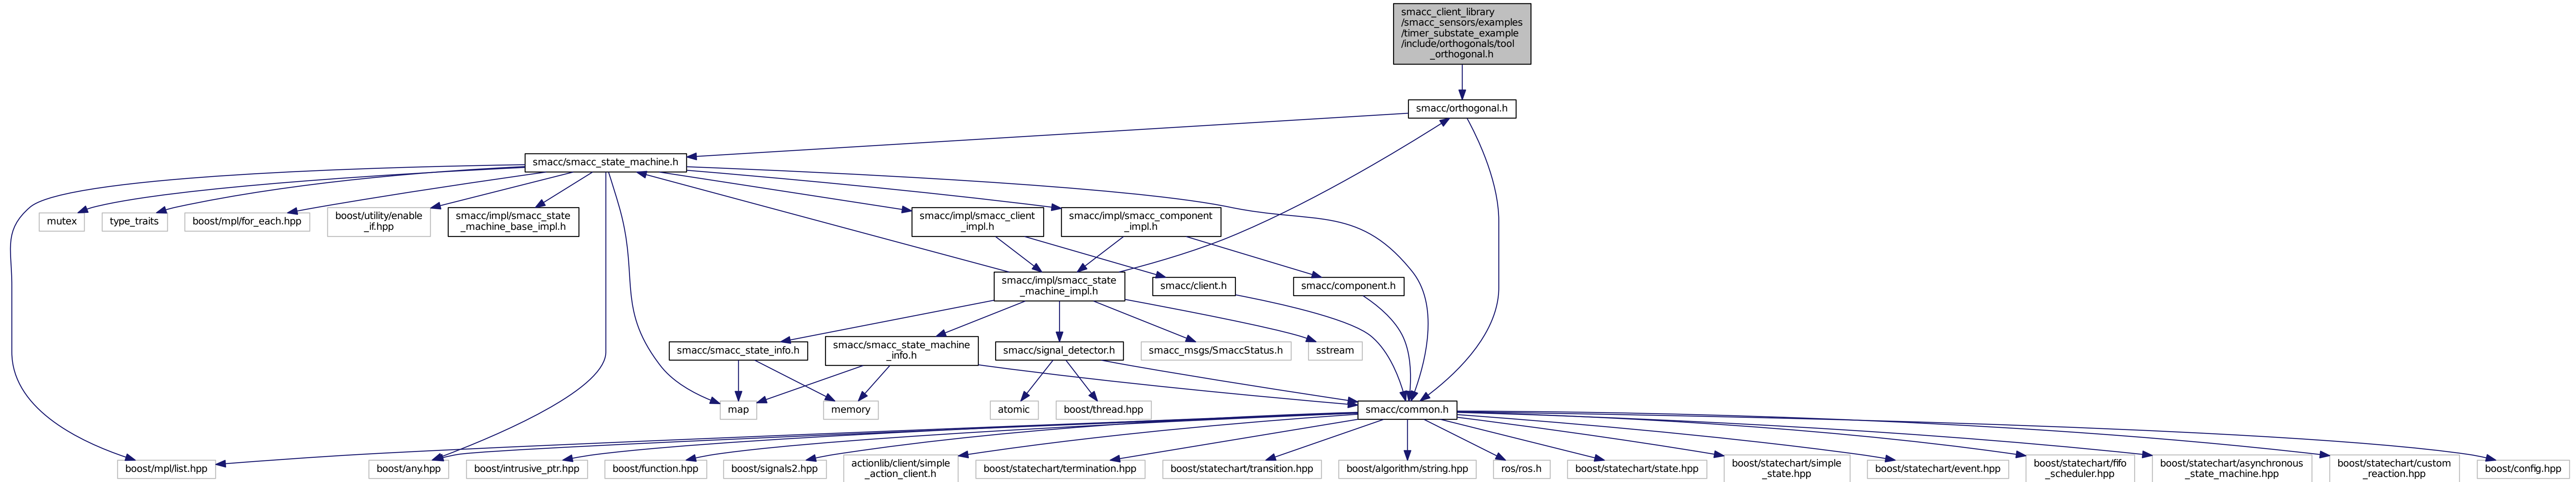 smacc_client_library
/smacc_sensors/examples
/timer_substate_example
/include/orthogonals/tool
_orthogonal.h
smacc/orthogonal.h
smacc/smacc_state_machine.h
mutex
type_traits
boost/mpl/for_each.hpp
boost/utility/enable
_if.hpp
smacc/impl/smacc_state
_machine_base_impl.h
smacc/impl/smacc_client
_impl.h
smacc/impl/smacc_component
_impl.h
smacc/impl/smacc_state
_machine_impl.h
smacc/client.h
smacc/component.h
smacc/smacc_state_info.h
smacc/smacc_state_machine
_info.h
smacc/signal_detector.h
smacc_msgs/SmaccStatus.h
sstream
map
memory
atomic
boost/thread.hpp
smacc/common.h
boost/mpl/list.hpp
boost/any.hpp
boost/intrusive_ptr.hpp
boost/function.hpp
boost/signals2.hpp
actionlib/client/simple
_action_client.h
boost/statechart/termination.hpp
boost/statechart/transition.hpp
boost/algorithm/string.hpp
ros/ros.h
boost/statechart/state.hpp
boost/statechart/simple
_state.hpp
boost/statechart/event.hpp
boost/statechart/fifo
_scheduler.hpp
boost/statechart/asynchronous
_state_machine.hpp
boost/statechart/custom
_reaction.hpp
boost/config.hpp